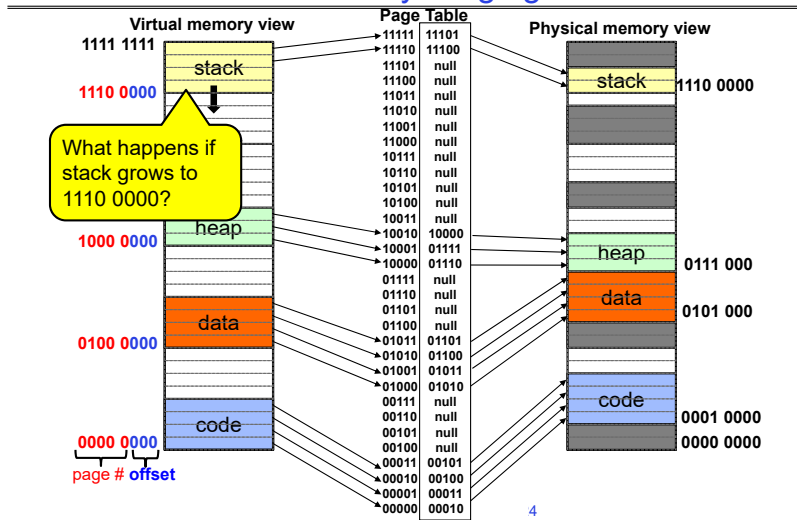 Page Table
Virtual memory view
Physical memory view
1111 1111
stack
1110 0000
What happens if
stack grows to
1110 0000?
heap
1000 0000
data
0100 0000
code
0000 0000
page # offset
11111 11101
11110 11100
11101 null
11100 null
11011 null
11010 null
11001 null
11000 null
10111 null
10110 null
10101 null
10100 null
10011 null
10010 10000
10001 01111
10000 01110
01111 null
01110 null
01101 null
01100 null
01011 01101
01010 01100
01001 01011
01000 01010
00111 null
00110 null
00101 null
00100 null
00011 00101
00010 00100
00001 00011
00000 00010
stack
1110 0000
heap
0111 000
data
0101 000
code
0001 0000
0000 0000
4